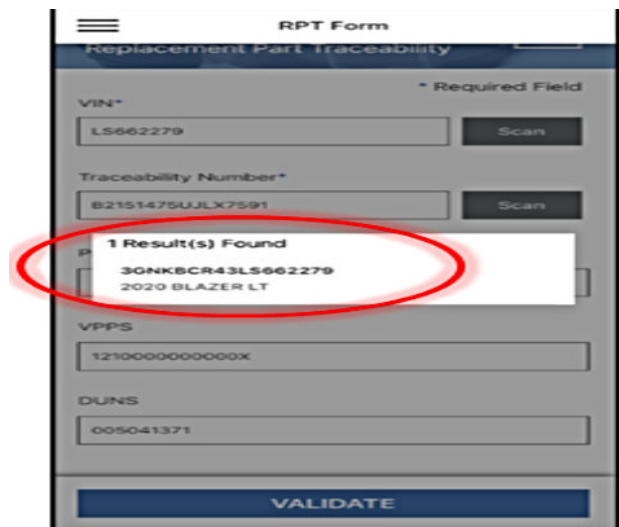 RPT Form
Replacement Part Traceability
* Required Field
VIN*
LS662279
Scan
Traceability Number*
B2151475UJLX7591
Scan
P
1 Result(s) Found
3GNKBCR43LS662279
2020 BLAZER LT
VPPS
12100000000000X
DUNS
005041371
VALIDATE